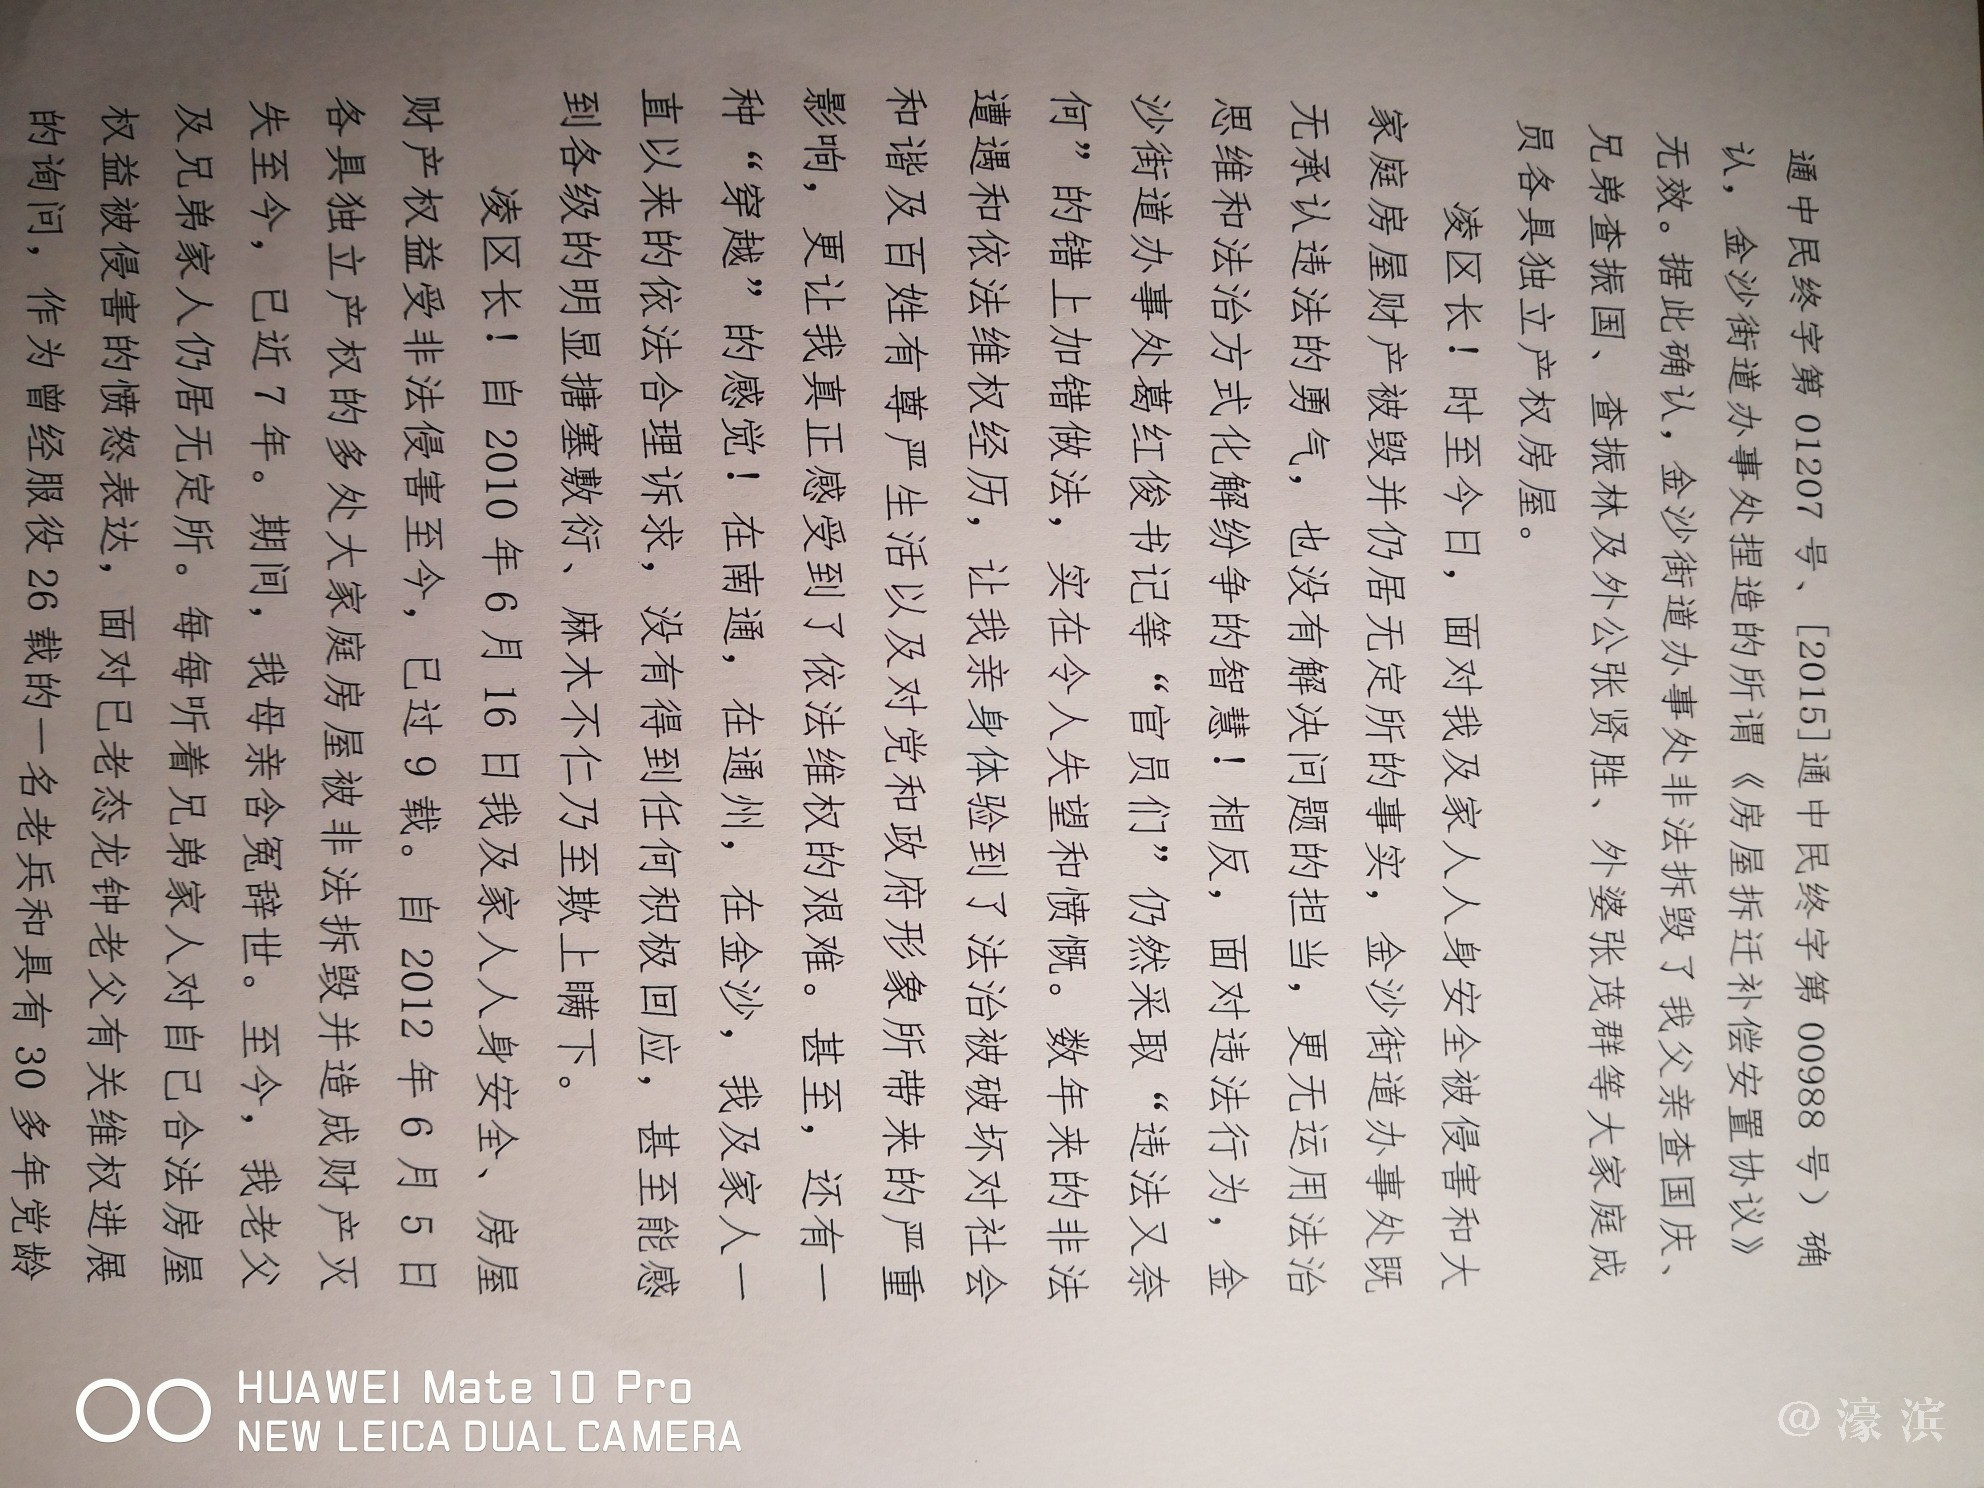 通中民终字第 01207 号、[2015]通中民终字第 00988 号）确
认，金沙街道办事处捏造的所谓《房屋拆迁补偿安置协议》
无效。据此确认，金沙街道办事处非法拆毁了我父亲查国庆、
兄弟查振国、查振林及外公张贤胜、外婆张茂群等大家庭成
员各具独立产权房屋。
凌区长！时至今日，面对我及家人人身安全被侵害和大
家庭房屋财产被毁并仍居无定所的事实，金沙街道办事处既
无承认违法的勇气，也没有解决问题的担当，更无运用法治
思维和法治方式化解纷争的智慧！相反，面对违法行为，金
沙街道办事处葛红俊书记等“官员们”仍然采取“违法又奈
何”的错上加错做法，实在令人失望和愤慨。数年来的非法
遭遇和依法维权经历，让我亲身体验到了法治被破坏对社会
和谐及百姓有尊严生活以及对党和政府形象所带来的严重
影响，更让我真正感受到了依法维权的艰难。甚至，还有一
种“穿越”的感觉！在南通，在通州，在金沙，我及家人一
直以来的依法合理诉求，没有得到任何积极回应，甚至能感
到各级的明显搪塞敷衍、麻木不仁乃至欺上瞒下。
凌区长！自 2010 年 6 月 16 日我及家人人身安全、房屋
财产权益受非法侵害至今，已过 9 载。自 2012 年 6 月 5 日
各具独立产权的多处大家庭房屋被非法拆毁并造成财产灭
失至今，已近 7 年。期间，我母亲含冤辞世。至今，我老父
及兄弟家人仍居无定所。每每听着兄弟家人对自己合法房屋
权益被侵害的愤怒表达，面对已老态龙钟老父有关维权进展
的询问，作为曾经服役 26 载的一名老兵和具有 30 多年党龄
HUAWEI Mate 10 Pro
NEW LEICA DUAL CAMERA
@濠滨